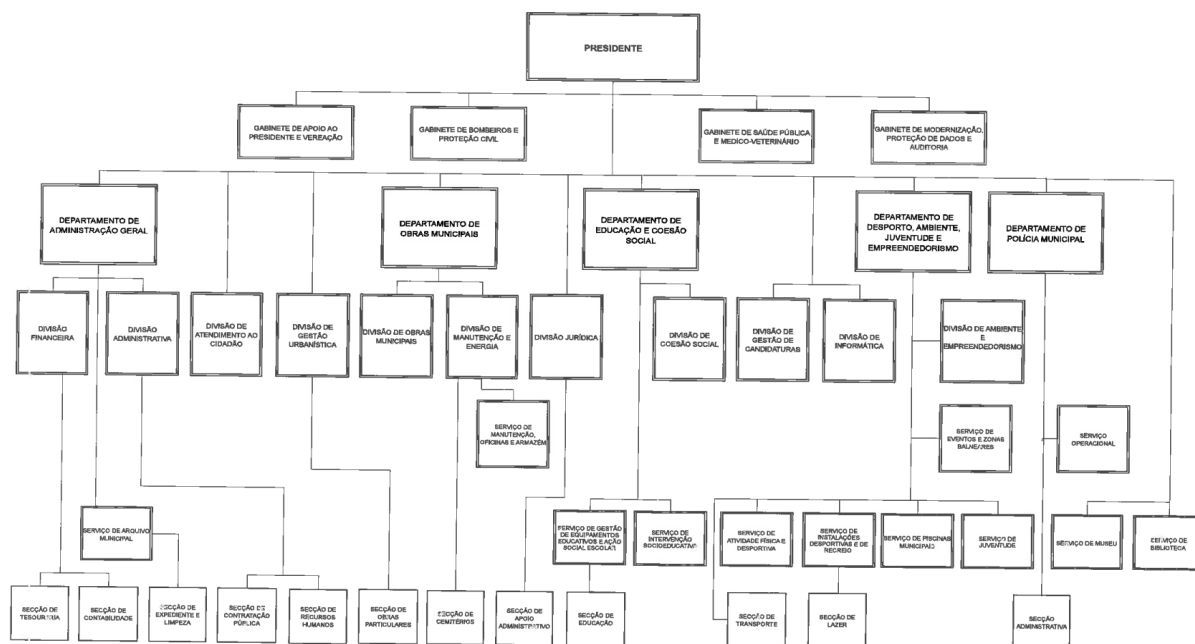 PRESIDENTE
GABINETE DE APOIO AO
PRESIDENTE E VEREAÇÃO
GABINETE DE BOMBEIROS E
PROTEÇÃO CIVIL
GABINETE DE SAÚDE PÚBLICA
E MEDICO-VETERINÁRIO
GABINETE DE MODERNIZAÇÃO,
PROTEÇÃO DE DADOS E
AUDITORIA
DEPARTAMENTO DE
ADMINISTRAÇÃO GERAL
DEPARTAMENTO DE
OBRAS MUNICIPAIS
DEPARTAMENTO DE
EDUCAÇÃO E COESÃO
SOCIAL
DEPARTAMENTO DE
DESPORTO, AMBIENTE,
JUVENTUDE E
EMPREENDEDORISMO
DEPARTAMENTO DE
POLÍCIA MUNICIPAL
DIVISÃO
FINANCEIRA
DIVISÃO
ADMINISTRATIVA
DIVISÃO DE
ATENDIMENTO AO
CIDADÃO
DIVISÃO DE
GESTÃO
URBANÍSTICA
DIVISÃO DE OBRAS
MUNICIPAIS
DIVISÃO DE
MANUTENÇÃO E
ENERGIA
DIVISÃO JURÍDICA
DIVISÃO DE
COESÃO SOCIAL
DIVISÃO DE
GESTÃO DE
CANDIDATURAS
DIVISÃO DE
INFORMÁTICA
DIVISÃO DE AMBIENTE
E
EMPREENDEDORISMO
SERVIÇO DE
MANUTENÇÃO,
OFICINAS E ARMAZÉM
SERVIÇO DE
EVENTOS E ZONAS
BALNEARES
SERVIÇO
OPERACIONAL
SERVIÇO DE ARQUIVO
MUNICIPAL
SERVIÇO DE GESTÃO
DE EQUIPAMENTOS
EDUCATIVOS E AÇÃO
SOCIAL ESCOLAR
SERVIÇO DE
INTERVENÇÃO
SOCIOEDUCATIVO
SERVIÇO DE
ATIVIDADE FÍSICA E
DESPORTIVA
SERVIÇO DE
INSTALAÇÕES
DESPORTIVAS E DE
RECREIO
SERVIÇO DE PISCINAS
MUNICIPAIS
SERVIÇO DE
JUVENTUDE
SERVIÇO DE MUSEU
SERVIÇO DE
BIBLIOTECA
SECÇÃO DE
TESOURARIA
SECÇÃO DE
CONTABILIDADE
SECÇÃO DE
EXPEDIENTE E
LIMPEZA
SECÇÃO DE
CONTRATAÇÃO
PÚBLICA
SECÇÃO DE
RECURSOS
HUMANOS
SECÇÃO DE
OBRAS
PARTICULARES
SECÇÃO DE
CEMITÉRIOS
SECÇÃO DE
APOIO
ADMINISTRATIVO
SECÇÃO DE
EDUCAÇÃO
SECÇÃO DE
TRANSPORTE
SECÇÃO DE
LAZER
SECÇÃO
ADMINISTRATIVA